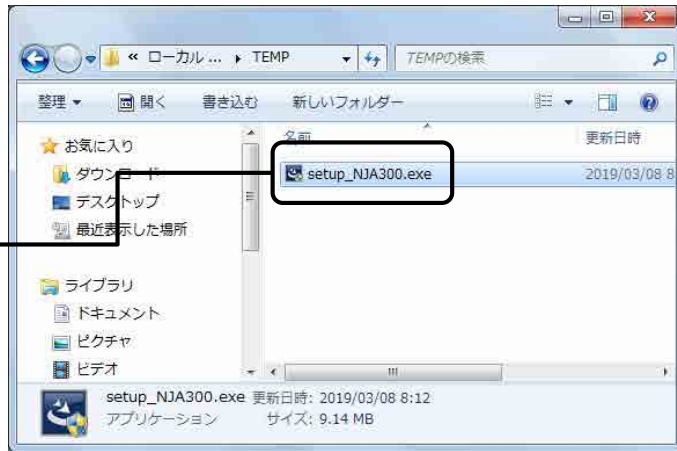 « ローカル ... ▸ TEMP
TEMPの検索
整理 ▼ 開く 書き込む 新しいフォルダー
お気に入り
ダウンロード
デスクトップ
最近表示した場所
ライブラリ
ドキュメント
ピクチャ
ビデオ
名前 更新日時
setup_NJA300.exe 2019/03/08 8
setup_NJA300.exe 更新日時: 2019/03/08 8:12
アプリケーション サイズ: 9.14 MB